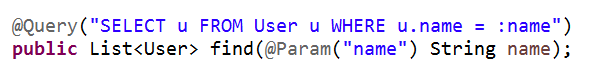 @Query("SELECT u FROM User u WHERE u.name = :name")
public List<User> find(@Param("name") String name);